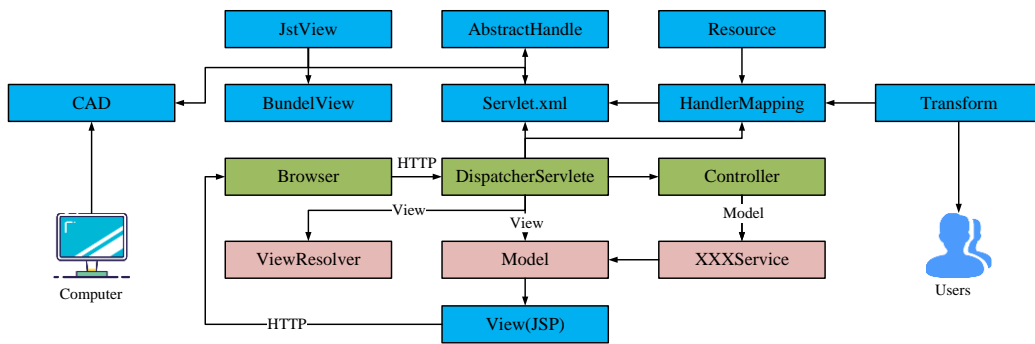 JstView
AbstractHandle
Resource
CAD
BundelView
Servlet.xml
HandlerMapping
Transform
HTTP
Browser
DispatcherServlete
Controller
View
View
Model
ViewResolver
Model
XXXService
Computer
Users
HTTP
View(JSP)